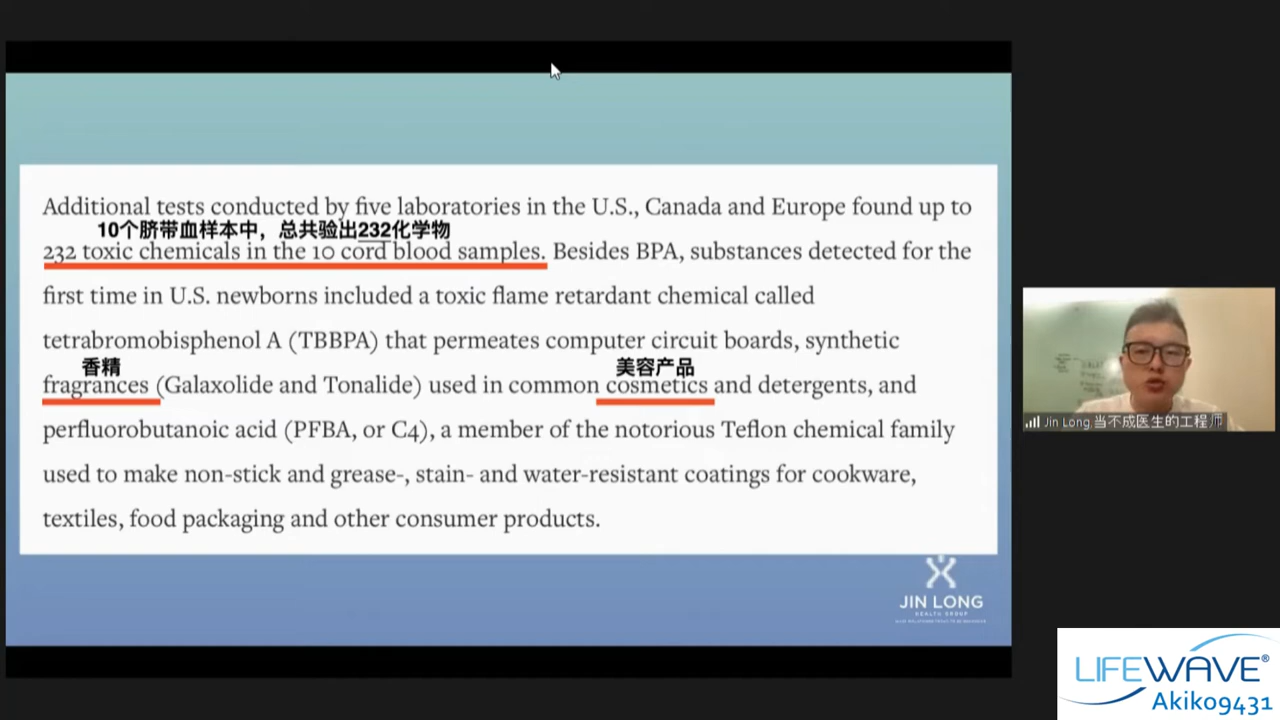 Additional tests conducted by five laboratories in the U.S., Canada and Europe found up to
10个脐带血样本中，总共验出232化学物
232 toxic chemicals in the 10 cord blood samples. Besides BPA, substances detected for the
first time in U.S. newborns included a toxic flame retardant chemical called
tetrabromobisphenol A (TBBPA) that permeates computer circuit boards, synthetic
香精 美容产品
fragrances (Galaxolide and Tonalide) used in common cosmetics and detergents, and
perfluorobutanoic acid (PFBA, or C4), a member of the notorious Teflon chemical family
used to make non-stick and grease-, stain- and water-resistant coatings for cookware,
textiles, food packaging and other consumer products.
JIN LONG
HEALTH GROUP
Jin Long 当不成医生的工程师
LIFEWAVE®
Akiko9431